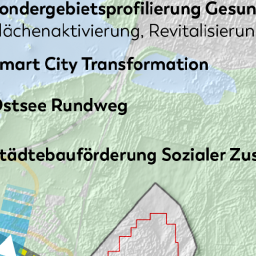 ondergebietsprofilierung Gesun
lächenaktivierung, Revitalisierun
mart City Transformation
Ostsee Rundweg
tädtebauförderung Sozialer Zus